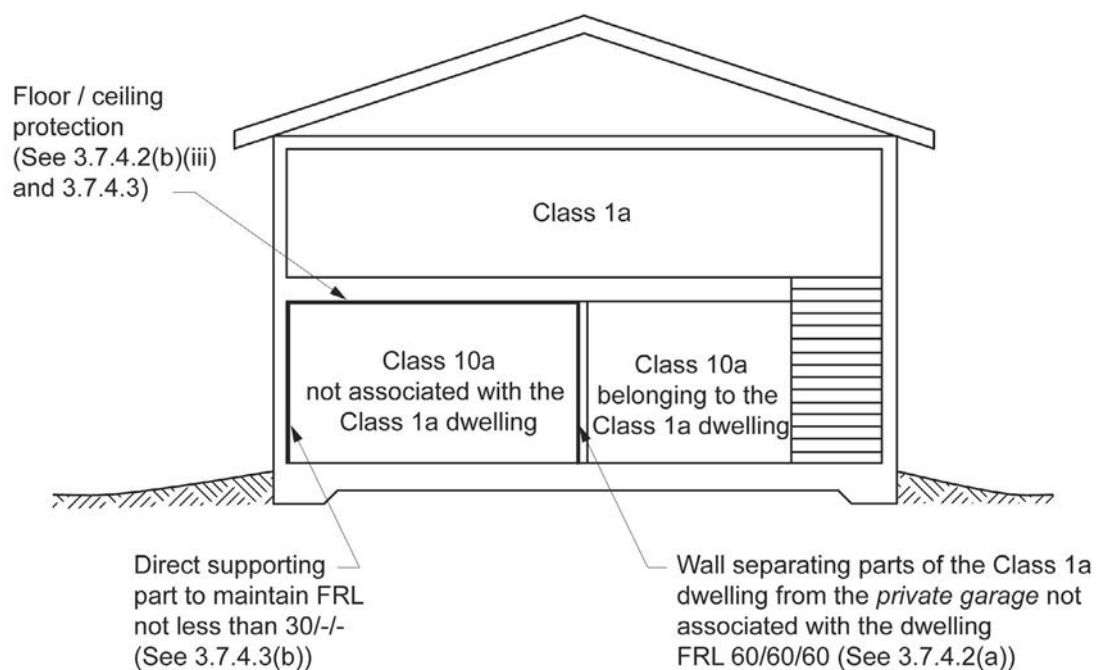 Floor / ceiling
protection
(See 3.7.4.2(b)(iii)
and 3.7.4.3)
Class 1a
Class 10a
not associated with the
Class 1a dwelling
Class 10a
belonging to the
Class 1a dwelling
Direct supporting
part to maintain FRL
not less than 30/-/-
(See 3.7.4.3(b))
Wall separating parts of the Class 1a
dwelling from the private garage not
associated with the dwelling
FRL 60/60/60 (See 3.7.4.2(a))